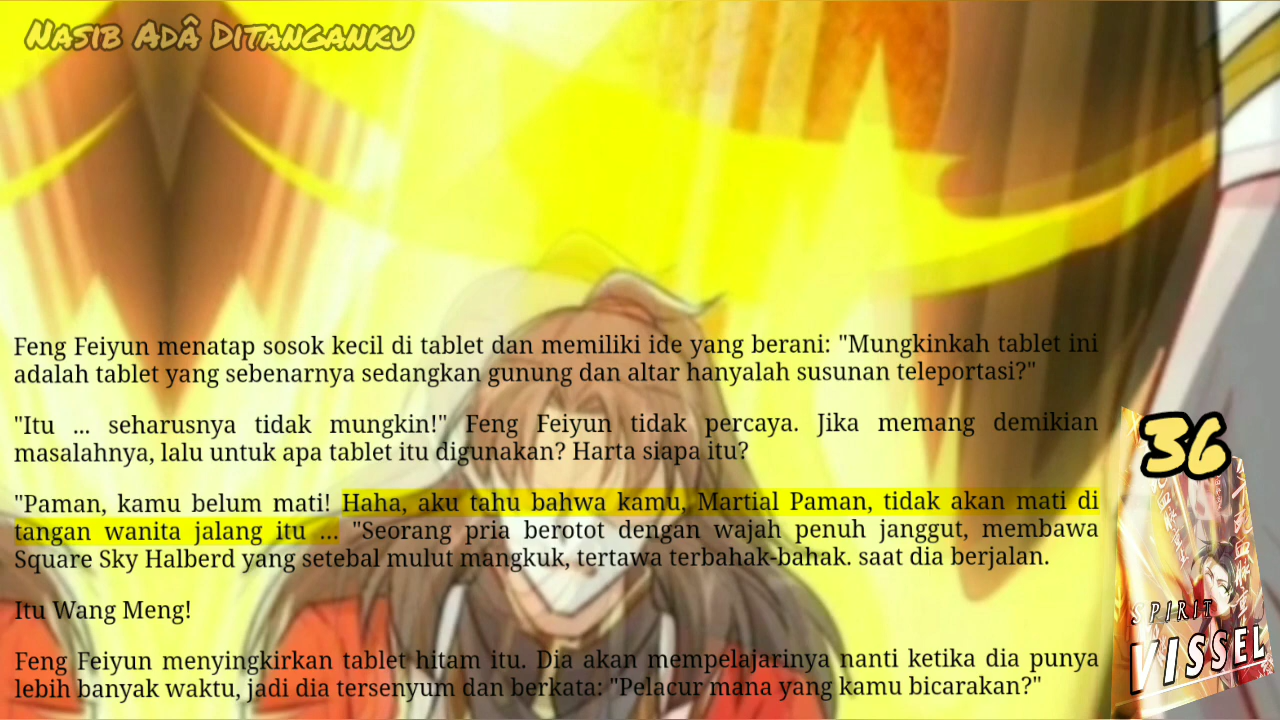 Nasib Adâ Ditanganku
Feng Feiyun menatap sosok kecil di tablet dan memiliki ide yang berani: "Mungkinkah tablet ini
adalah tablet yang sebenarnya sedangkan gunung dan altar hanyalah susunan teleportasi?"
"Itu ... seharusnya tidak mungkin!" Feng Feiyun tidak percaya. Jika memang demikian
masalahnya, lalu untuk apa tablet itu digunakan? Harta siapa itu?
"Paman, kamu belum mati! Haha, aku tahu bahwa kamu, Martial Paman, tidak akan mati di
tangan wanita jalang itu ... "Seorang pria berotot dengan wajah penuh janggut, membawa
Square Sky Halberd yang setebal mulut mangkuk, tertawa terbahak-bahak. saat dia berjalan.
Itu Wang Meng!
Feng Feiyun menyingkirkan tablet hitam itu. Dia akan mempelajarinya nanti ketika dia punya
lebih banyak waktu, jadi dia tersenyum dan berkata: "Pelacur mana yang kamu bicarakan?"
36
SPIRIT
VISSEL